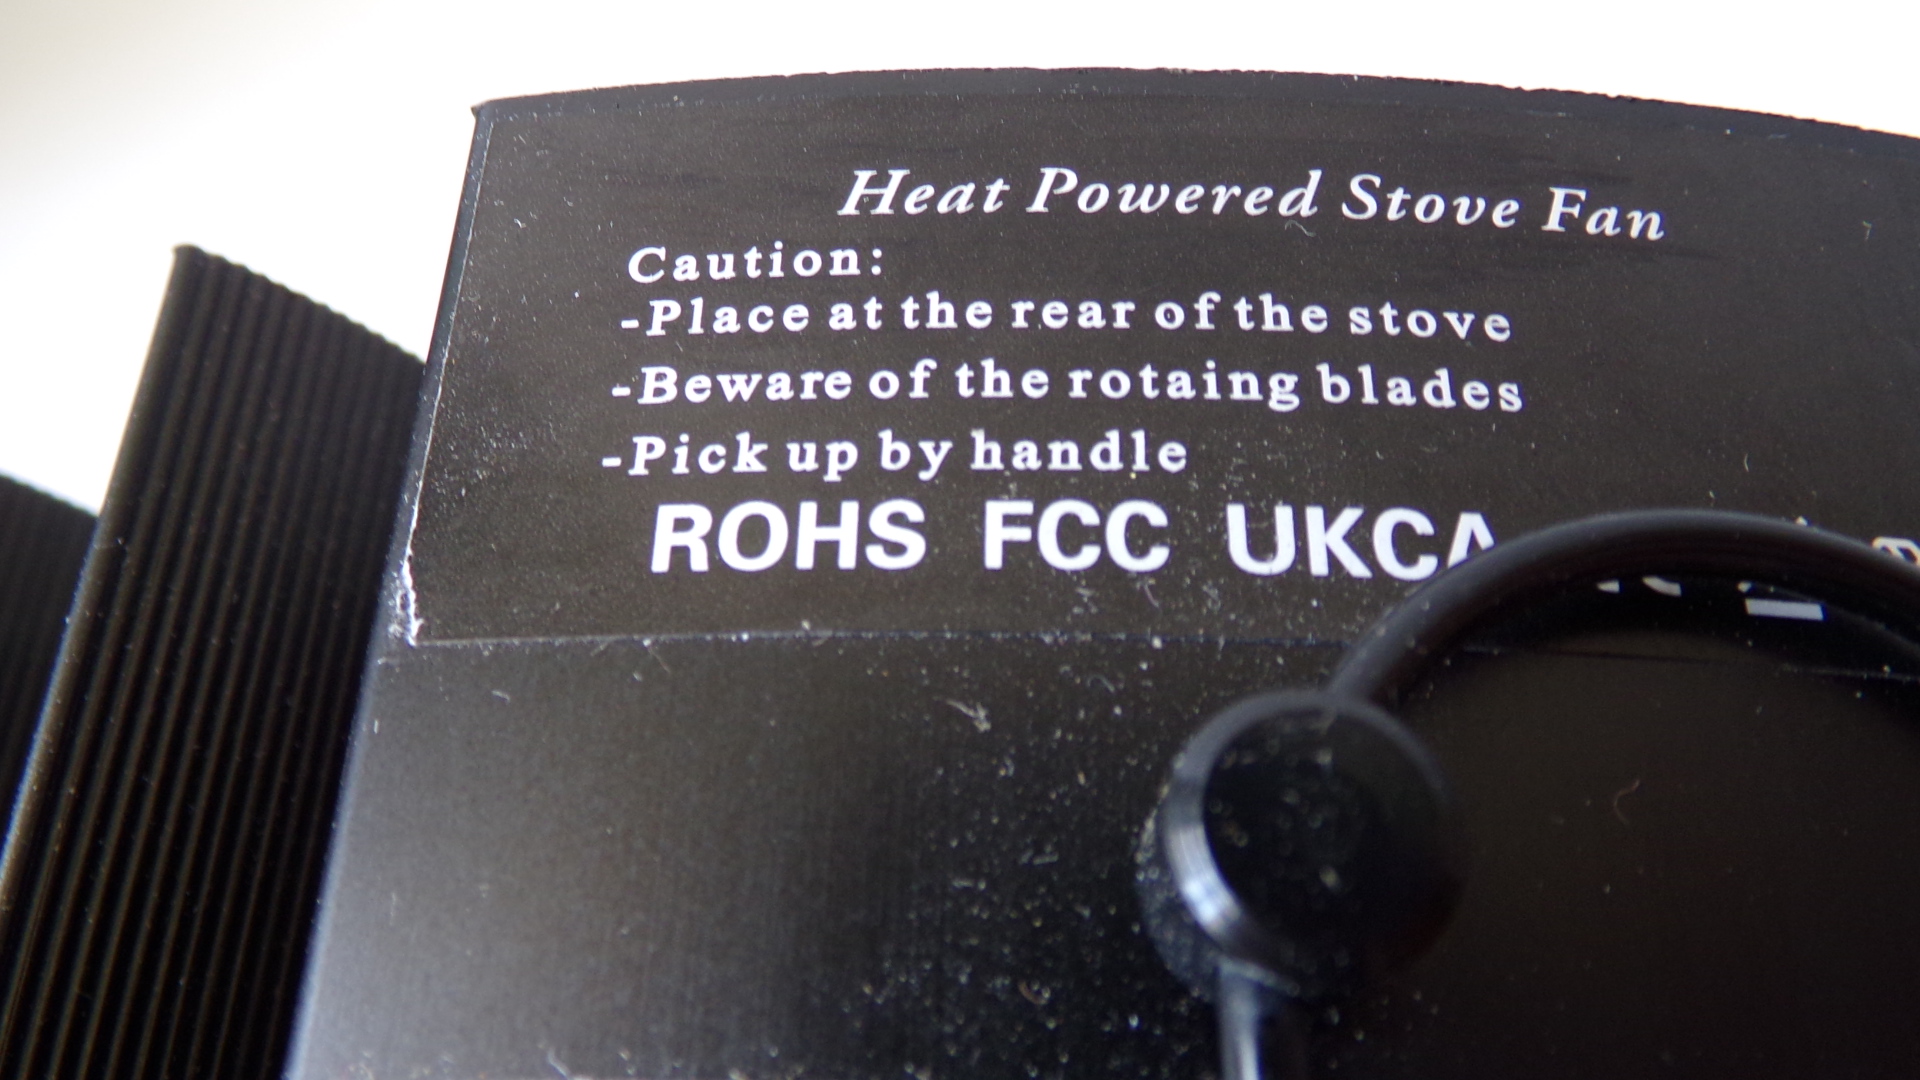 Heat Powered Stove Fan
Caution:
-Place at the rear of the stove
-Beware of the rotaing blades
-Pick up by handle
ROHS FCC UKCA